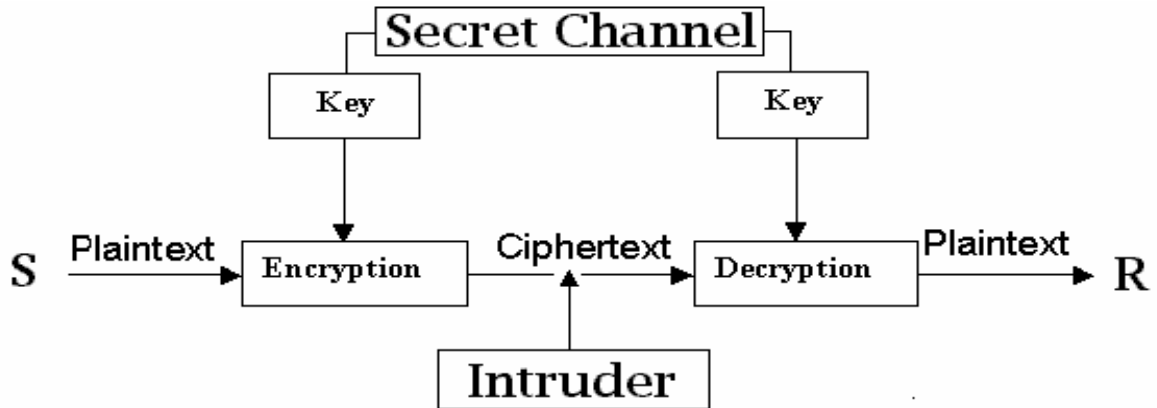 Secret Channel
Key
Key
S
Plaintext
Encryption
Ciphertext
Decryption
Plaintext
R
Intruder